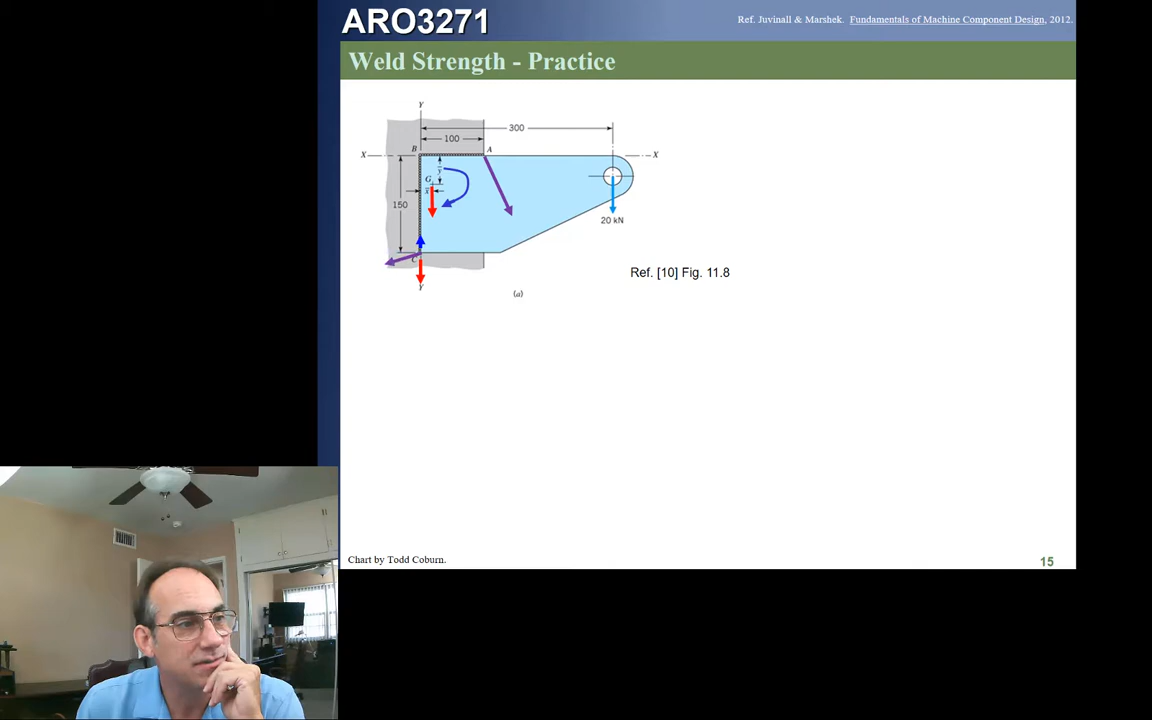 ARO3271
Ref. Juvinall & Marshek. Fundamentals of Machine Component Design, 2012.
Weld Strength - Practice
Y
300
100
B
A
X
X
y
G
x
150
20 kN
C
Y
Ref. [10] Fig. 11.8
(a)
Chart by Todd Coburn.
15